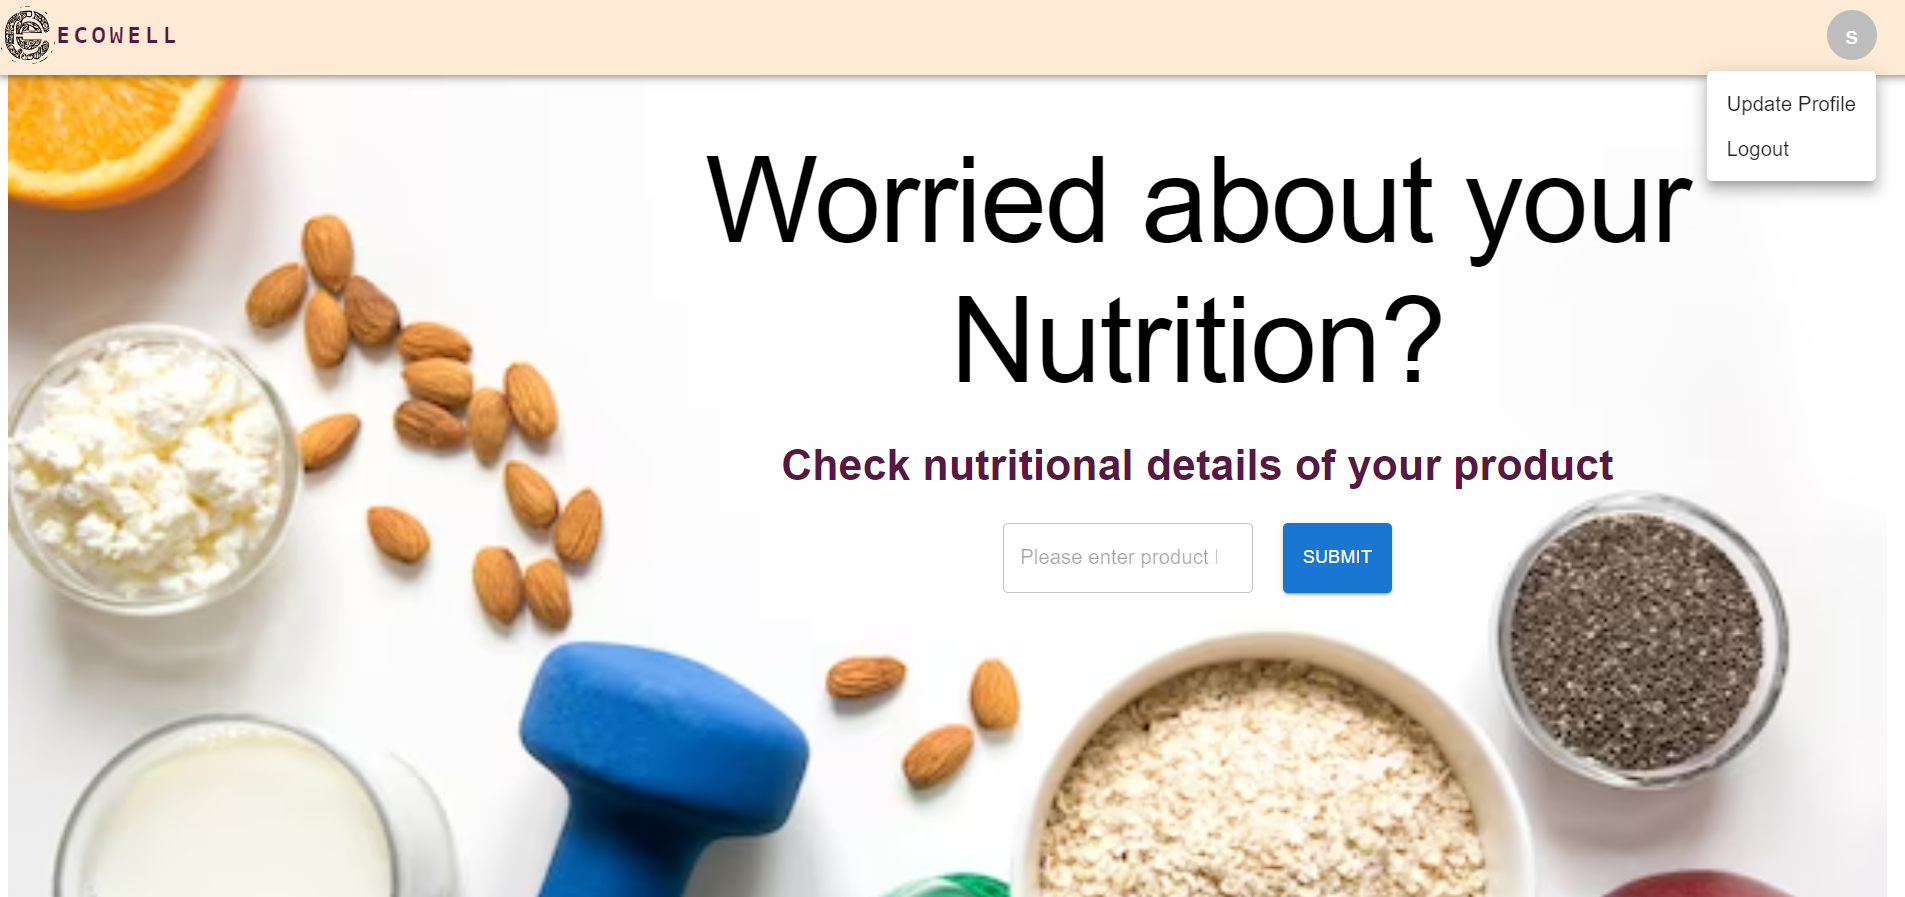 ECOWELL
S
Update Profile
Logout
Worried about your
Nutrition?
Check nutritional details of your product
Please enter product
SUBMIT